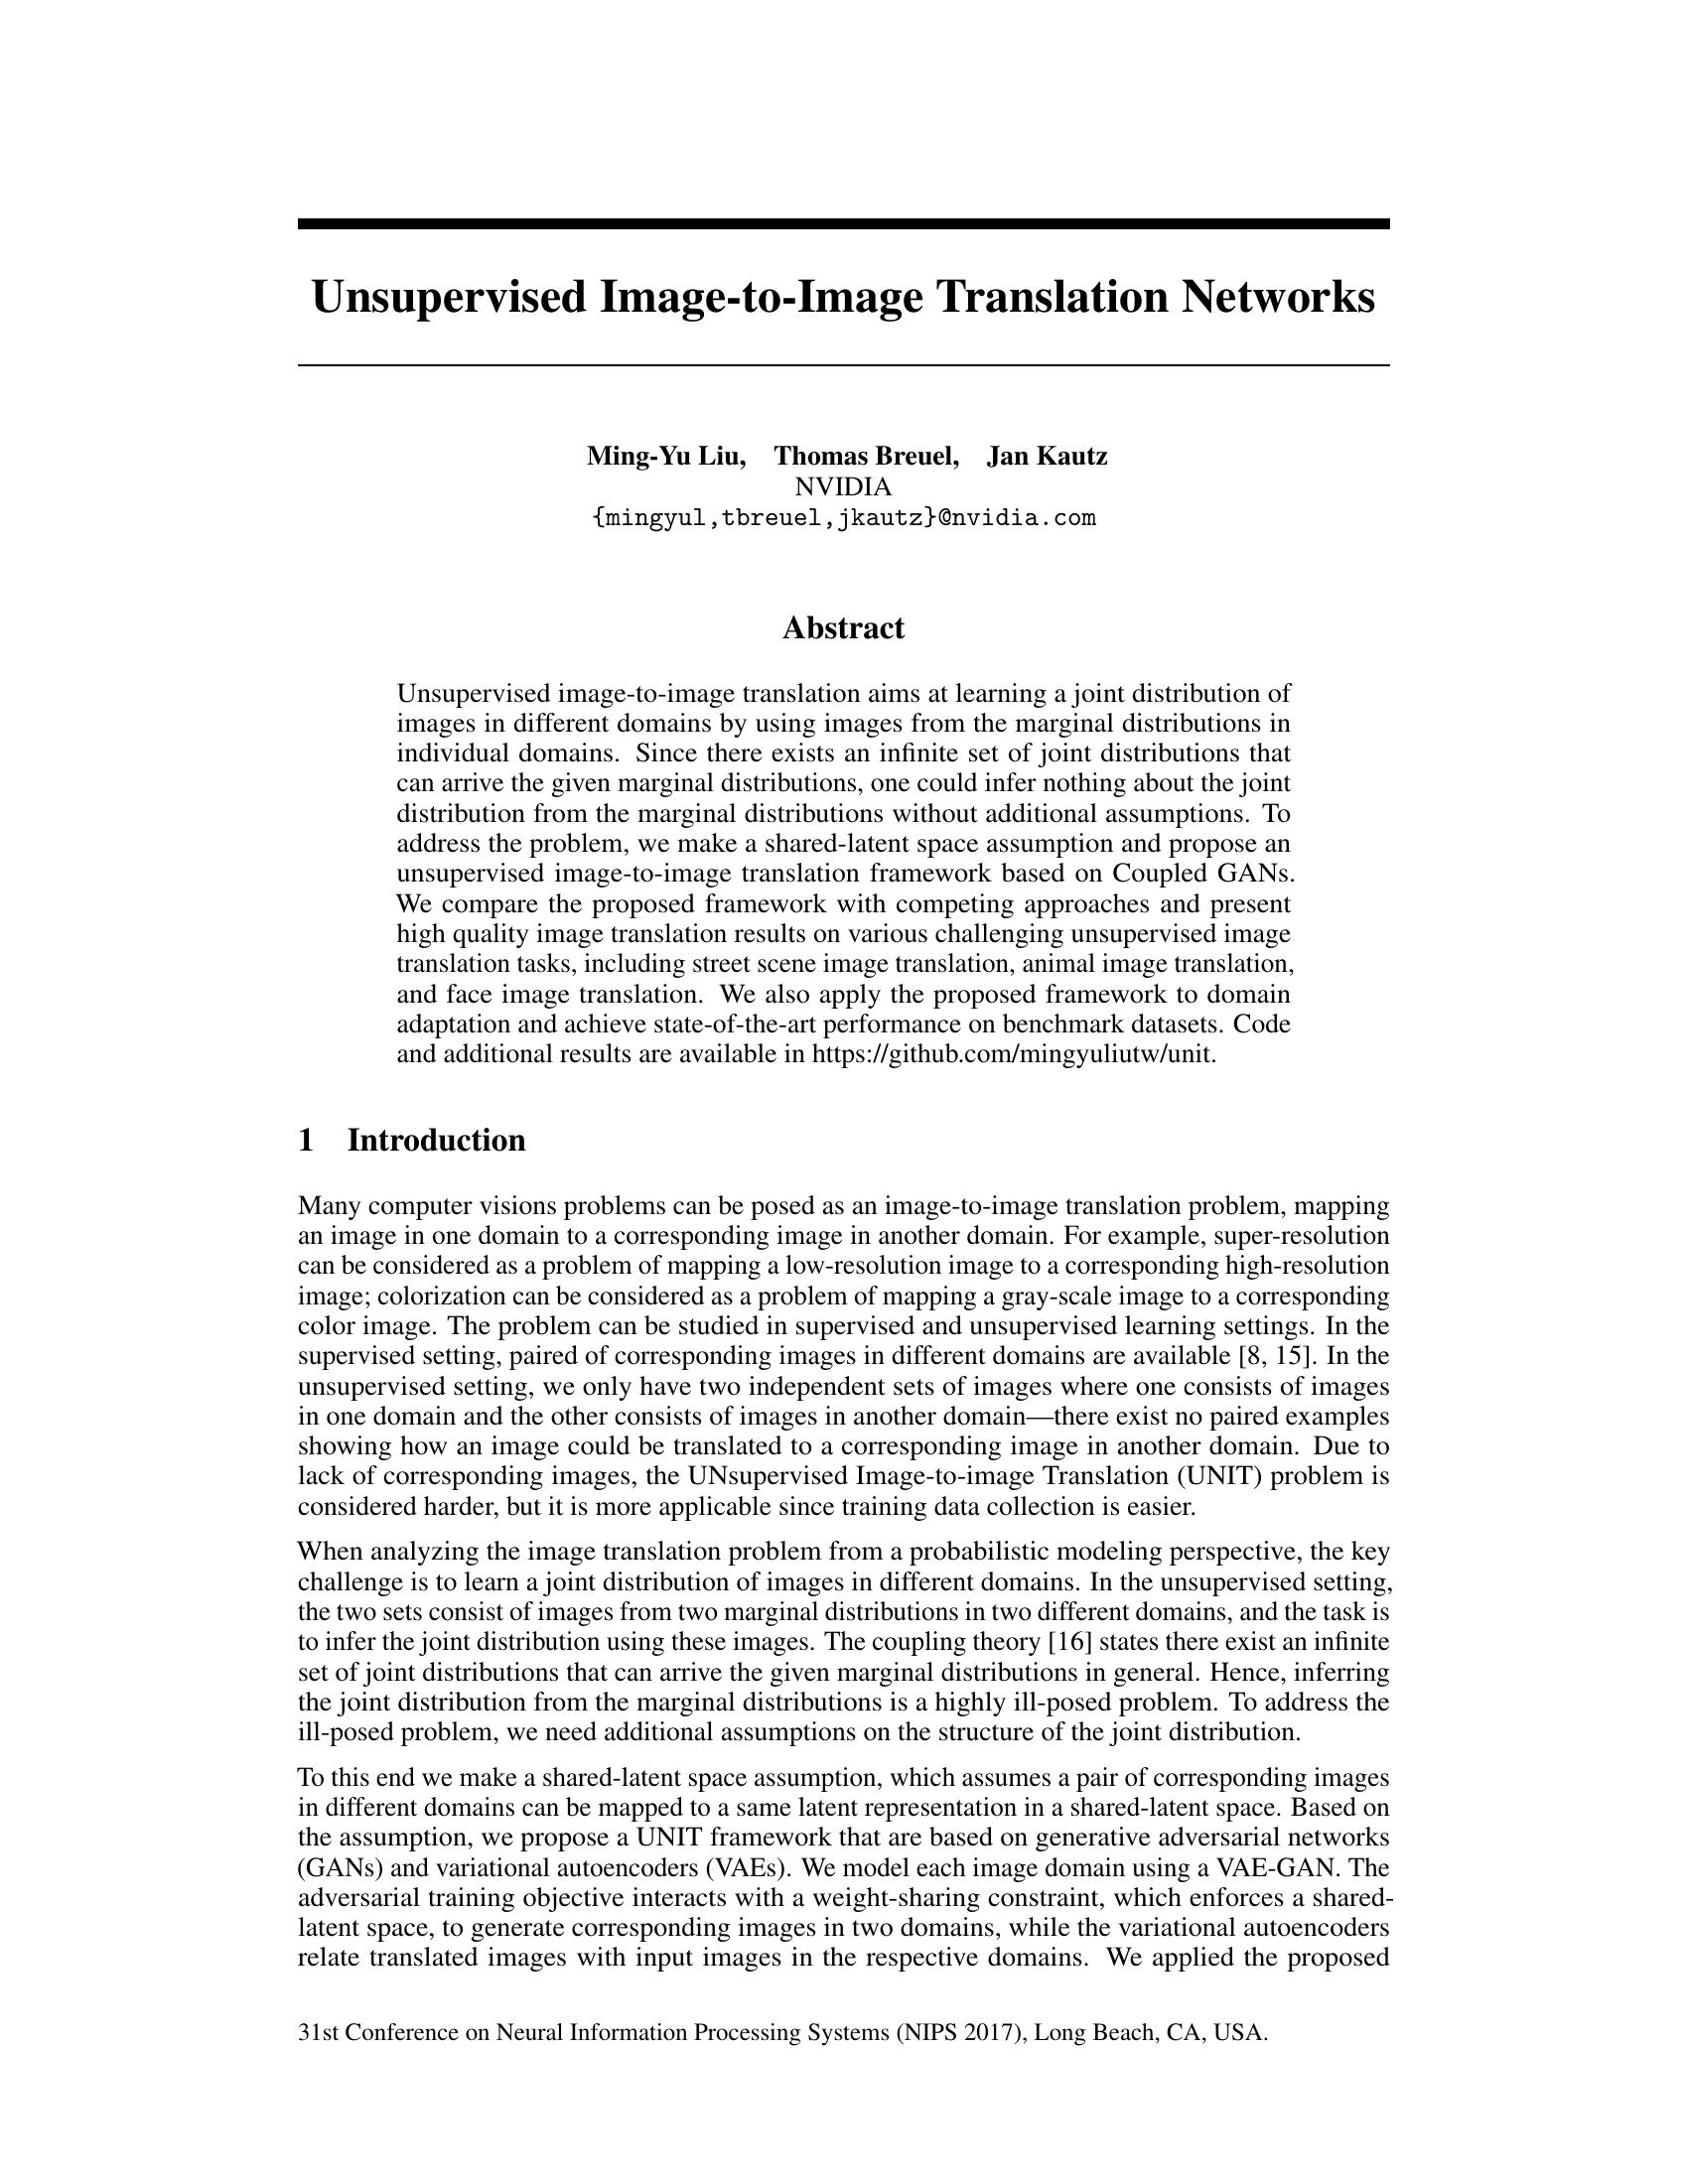 Unsupervised Image-to-Image Translation Networks
Ming-Yu Liu, Thomas Breuel, Jan Kautz
NVIDIA
{mingyul,tbreuel,jkautz}@nvidia.com
Abstract
Unsupervised image-to-image translation aims at learning a joint distribution of
images in different domains by using images from the marginal distributions in
individual domains. Since there exists an infinite set of joint distributions that
can arrive the given marginal distributions, one could infer nothing about the joint
distribution from the marginal distributions without additional assumptions. To
address the problem, we make a shared-latent space assumption and propose an
unsupervised image-to-image translation framework based on Coupled GANs.
We compare the proposed framework with competing approaches and present
high quality image translation results on various challenging unsupervised image
translation tasks, including street scene image translation, animal image translation,
and face image translation. We also apply the proposed framework to domain
adaptation and achieve state-of-the-art performance on benchmark datasets. Code
and additional results are available in https://github.com/mingyuliutw/unit.
1 Introduction
Many computer visions problems can be posed as an image-to-image translation problem, mapping
an image in one domain to a corresponding image in another domain. For example, super-resolution
can be considered as a problem of mapping a low-resolution image to a corresponding high-resolution
image; colorization can be considered as a problem of mapping a gray-scale image to a corresponding
color image. The problem can be studied in supervised and unsupervised learning settings. In the
supervised setting, paired of corresponding images in different domains are available [8, 15]. In the
unsupervised setting, we only have two independent sets of images where one consists of images
in one domain and the other consists of images in another domain—there exist no paired examples
showing how an image could be translated to a corresponding image in another domain. Due to
lack of corresponding images, the UNsupervised Image-to-image Translation (UNIT) problem is
considered harder, but it is more applicable since training data collection is easier.
When analyzing the image translation problem from a probabilistic modeling perspective, the key
challenge is to learn a joint distribution of images in different domains. In the unsupervised setting,
the two sets consist of images from two marginal distributions in two different domains, and the task is
to infer the joint distribution using these images. The coupling theory [16] states there exist an infinite
set of joint distributions that can arrive the given marginal distributions in general. Hence, inferring
the joint distribution from the marginal distributions is a highly ill-posed problem. To address the
ill-posed problem, we need additional assumptions on the structure of the joint distribution.
To this end we make a shared-latent space assumption, which assumes a pair of corresponding images
in different domains can be mapped to a same latent representation in a shared-latent space. Based on
the assumption, we propose a UNIT framework that are based on generative adversarial networks
(GANs) and variational autoencoders (VAEs). We model each image domain using a VAE-GAN. The
adversarial training objective interacts with a weight-sharing constraint, which enforces a shared-
latent space, to generate corresponding images in two domains, while the variational autoencoders
relate translated images with input images in the respective domains. We applied the proposed
31st Conference on Neural Information Processing Systems (NIPS 2017), Long Beach, CA, USA.